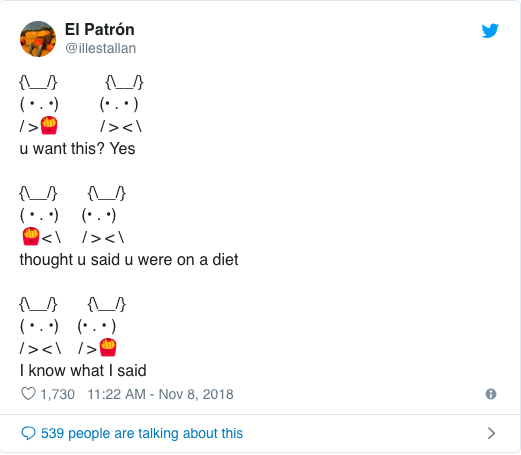 El Patrón
@illestallan
{\__/}          {\__/}
( • . •)        (• . • )
/ >🍟         / > < \
u want this? Yes
{\__/}      {\__/}
( • . •)    (• . •)
🍟< \    / > < \
thought u said u were on a diet
{\__/}      {\__/}
( • . •)   (• . • )
/ > < \   / >🍟
I know what I said
1,730 11:22 AM - Nov 8, 2018
539 people are talking about this